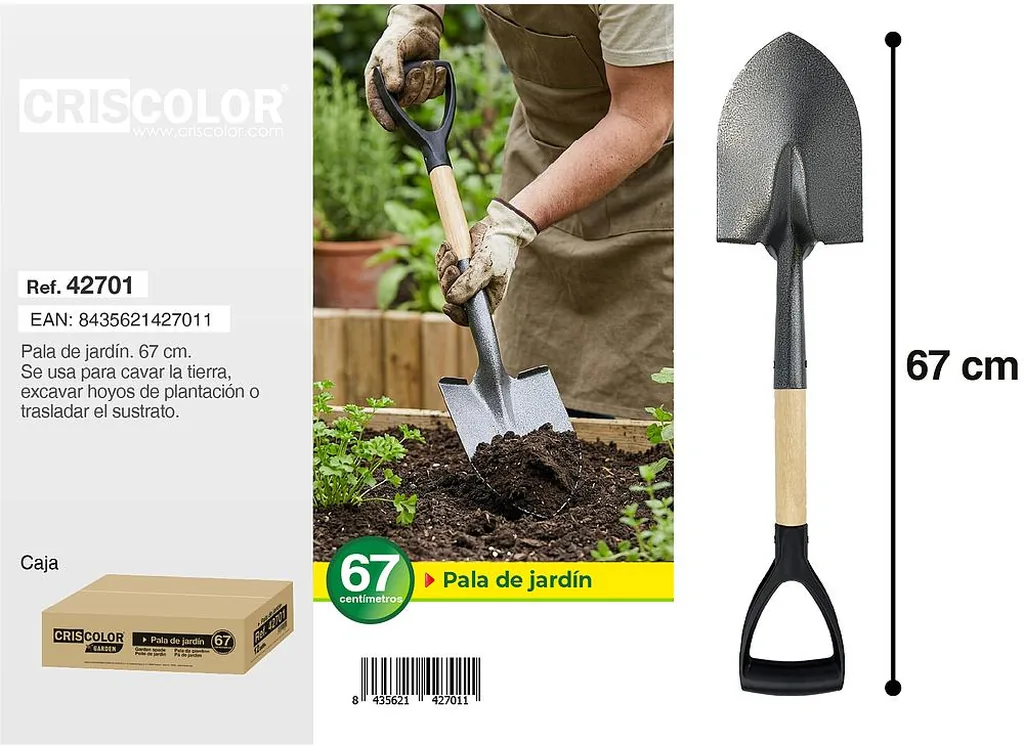 CRISCOLOR®
www.criscolor.com
Ref. 42701
EAN: 8435621427011
Pala de jardín. 67 cm.
Se usa para cavar la tierra,
excavar hoyos de plantación o
trasladar el sustrato.
Caja
CRISCOLOR
GARDEN
Pala de jardín
Garden spade
67
Ref. 42701
67
centímetros
Pala de jardín
8 435621 427011
67 cm